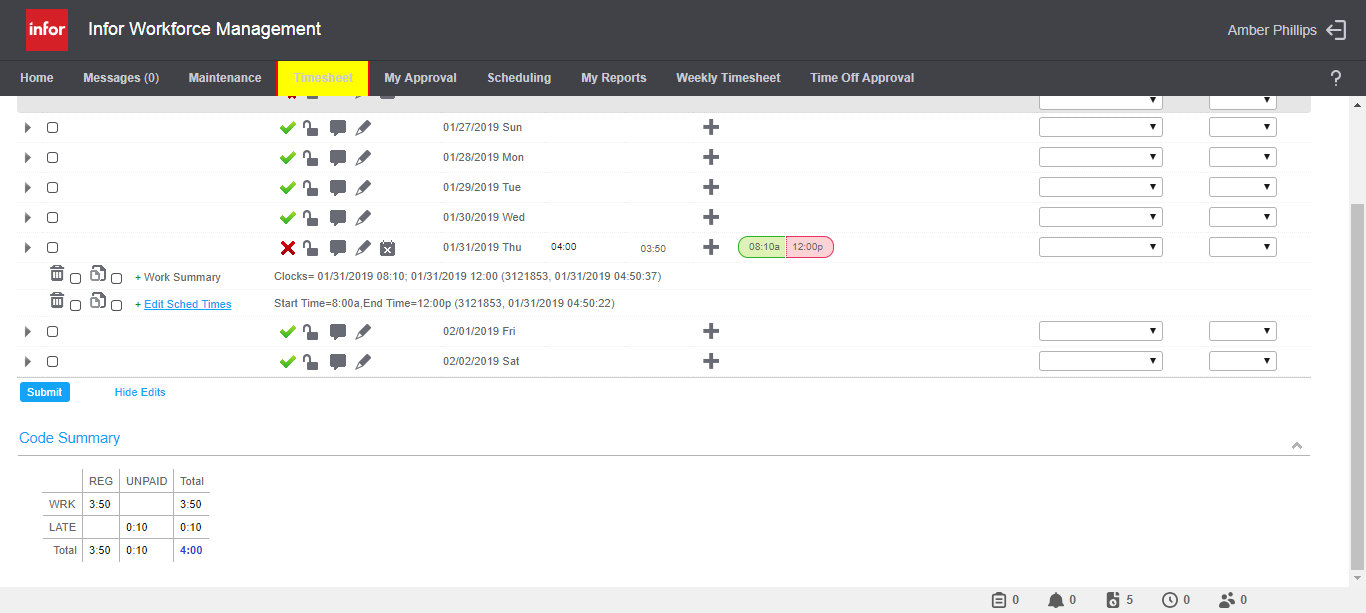 infor Infor Workforce Management Amber Phillips
Home Messages (0) Maintenance Timesheet My Approval Scheduling My Reports Weekly Timesheet Time Off Approval ?
01/27/2019 Sun
01/28/2019 Mon
01/29/2019 Tue
01/30/2019 Wed
01/31/2019 Thu 04:00 03:50 08:10a 12:00p
+ Work Summary Clocks= 01/31/2019 08:10; 01/31/2019 12:00 (3121853, 01/31/2019 04:50:37)
+ Edit Sched Times Start Time=8:00a,End Time=12:00p (3121853, 01/31/2019 04:50:22)
02/01/2019 Fri
02/02/2019 Sat
Submit Hide Edits
Code Summary
REG UNPAID Total
WRK 3:50 3:50
LATE 0:10 0:10
Total 3:50 0:10 4:00
0 0 5 0 0